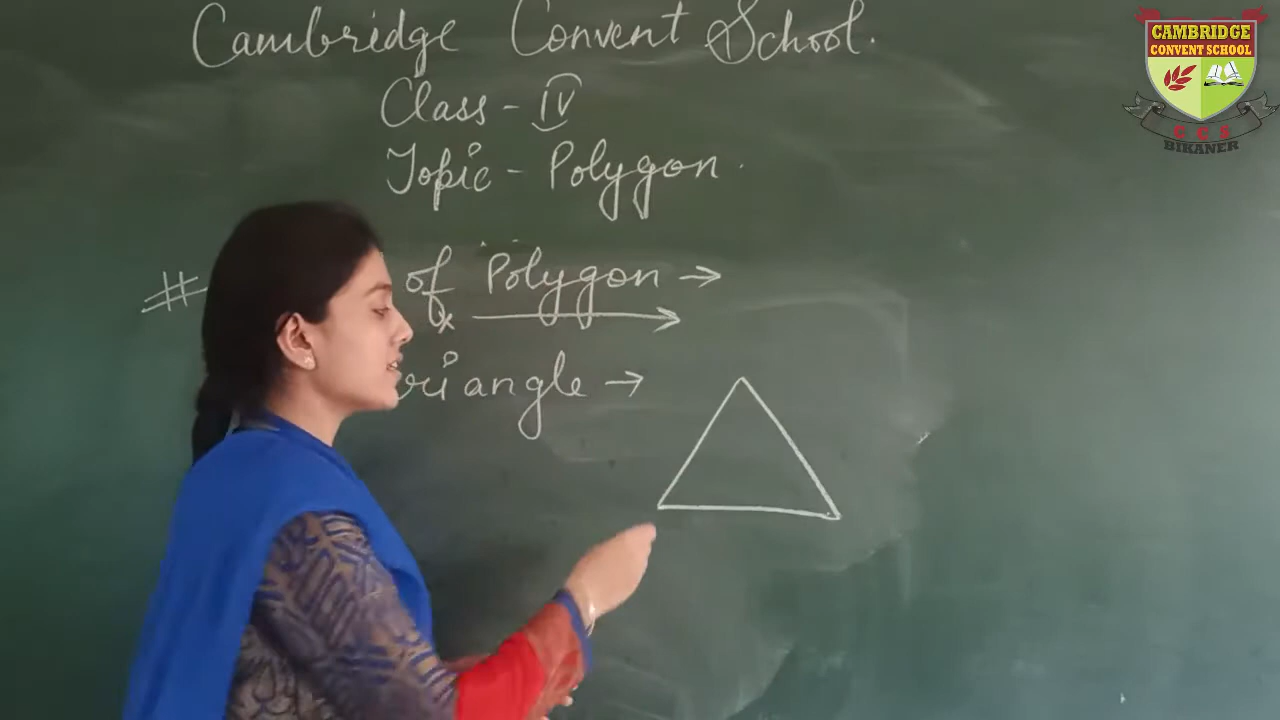 Cambridge Convent School.
Class - IV
Topic - Polygon.
# of Polygon →
riangle →
CAMBRIDGE
CONVENT SCHOOL
C C S
BIKANER